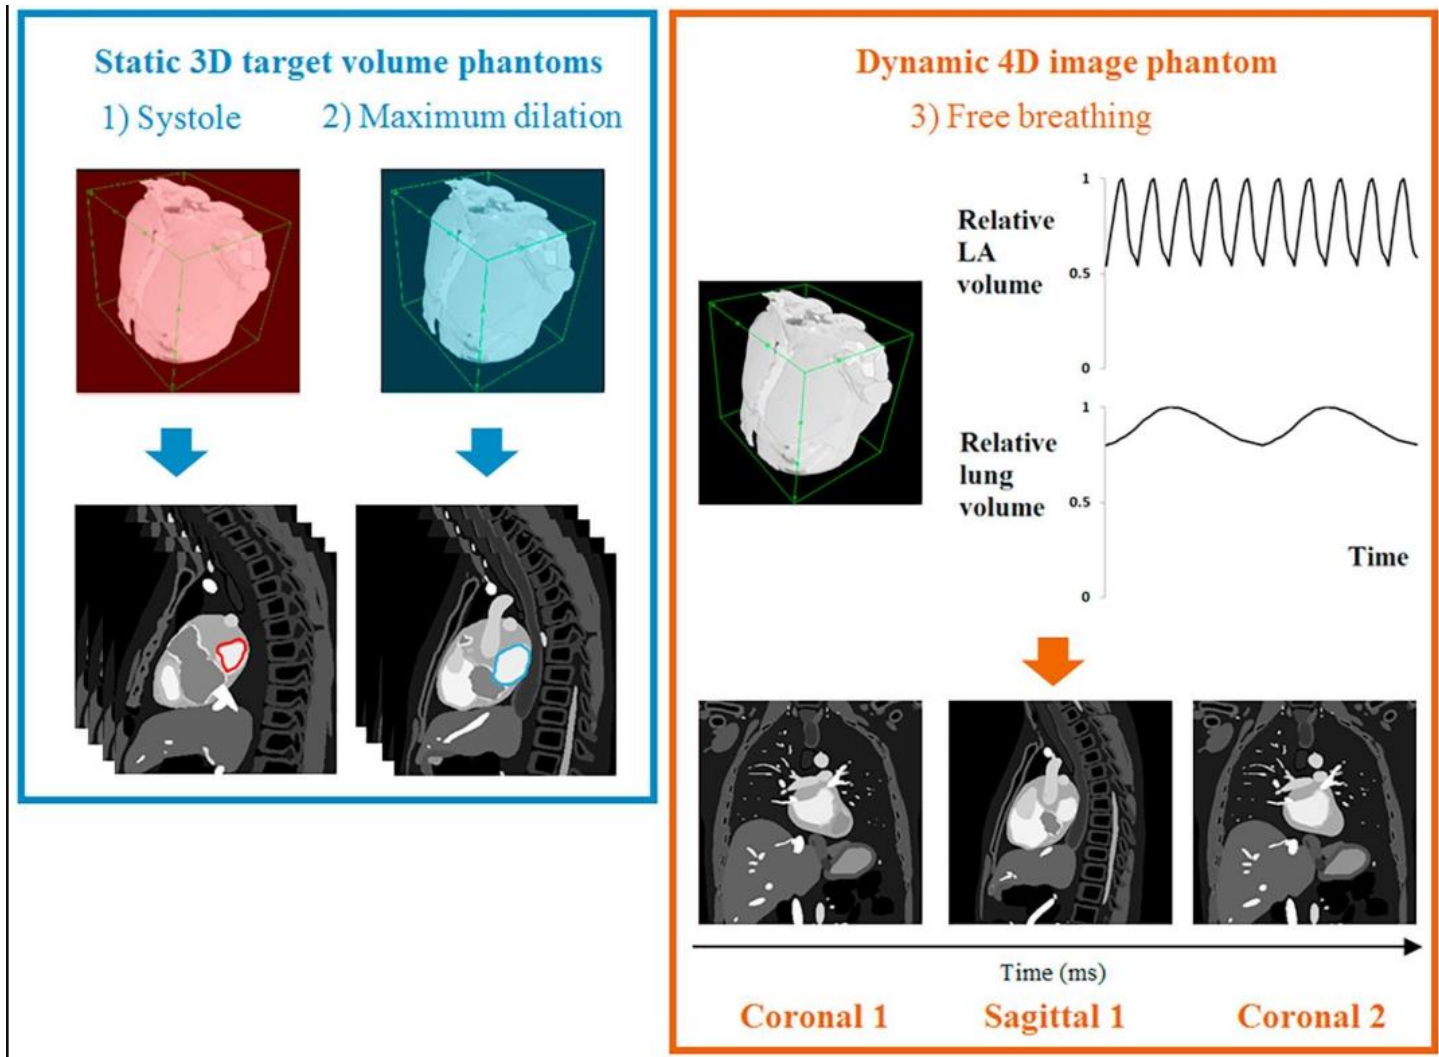 Static 3D target volume phantoms
1) Systole
2) Maximum dilation
Dynamic 4D image phantom
3) Free breathing
Relative
LA
volume
1
0.5
0
Relative
lung
volume
1
0.5
0
Time
Time (ms)
Coronal 1
Sagittal 1
Coronal 2